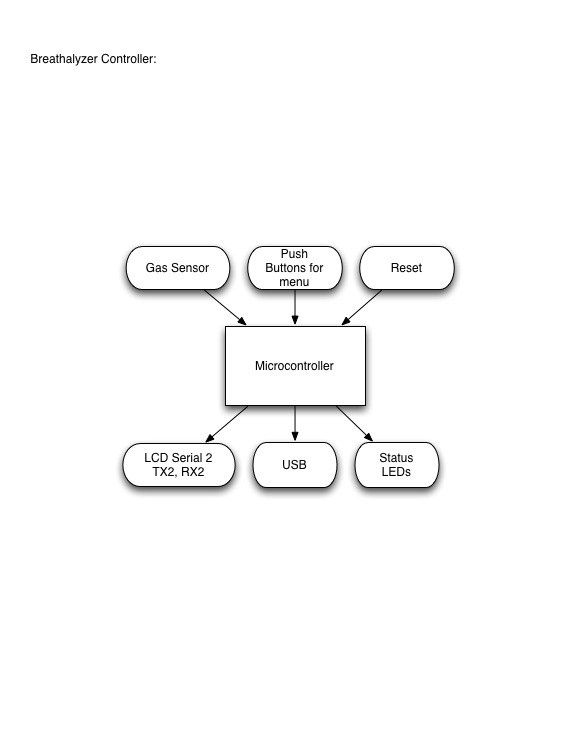 Breathalyzer Controller:
Gas Sensor
Push
Buttons for
menu
Reset
Microcontroller
LCD Serial 2
TX2, RX2
USB
Status
LEDs